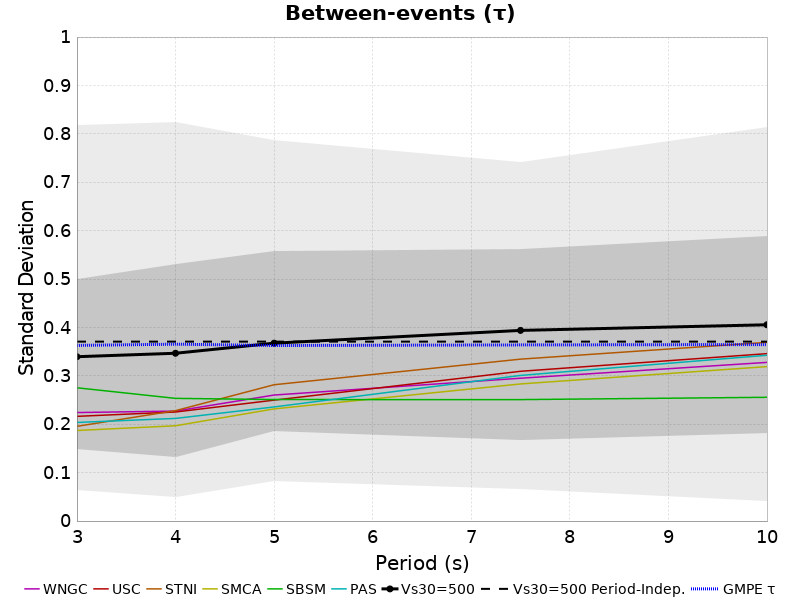 Between-events (τ)
1
0.9
0.8
0.7
0.6
0.5
0.4
0.3
0.2
0.1
0
Standard Deviation
3 4 5 6 7 8 9 10
Period (s)
WNGC USC STNI SMCA SBSM PAS Vs30=500 Vs30=500 Period-Indep. GMPE τ